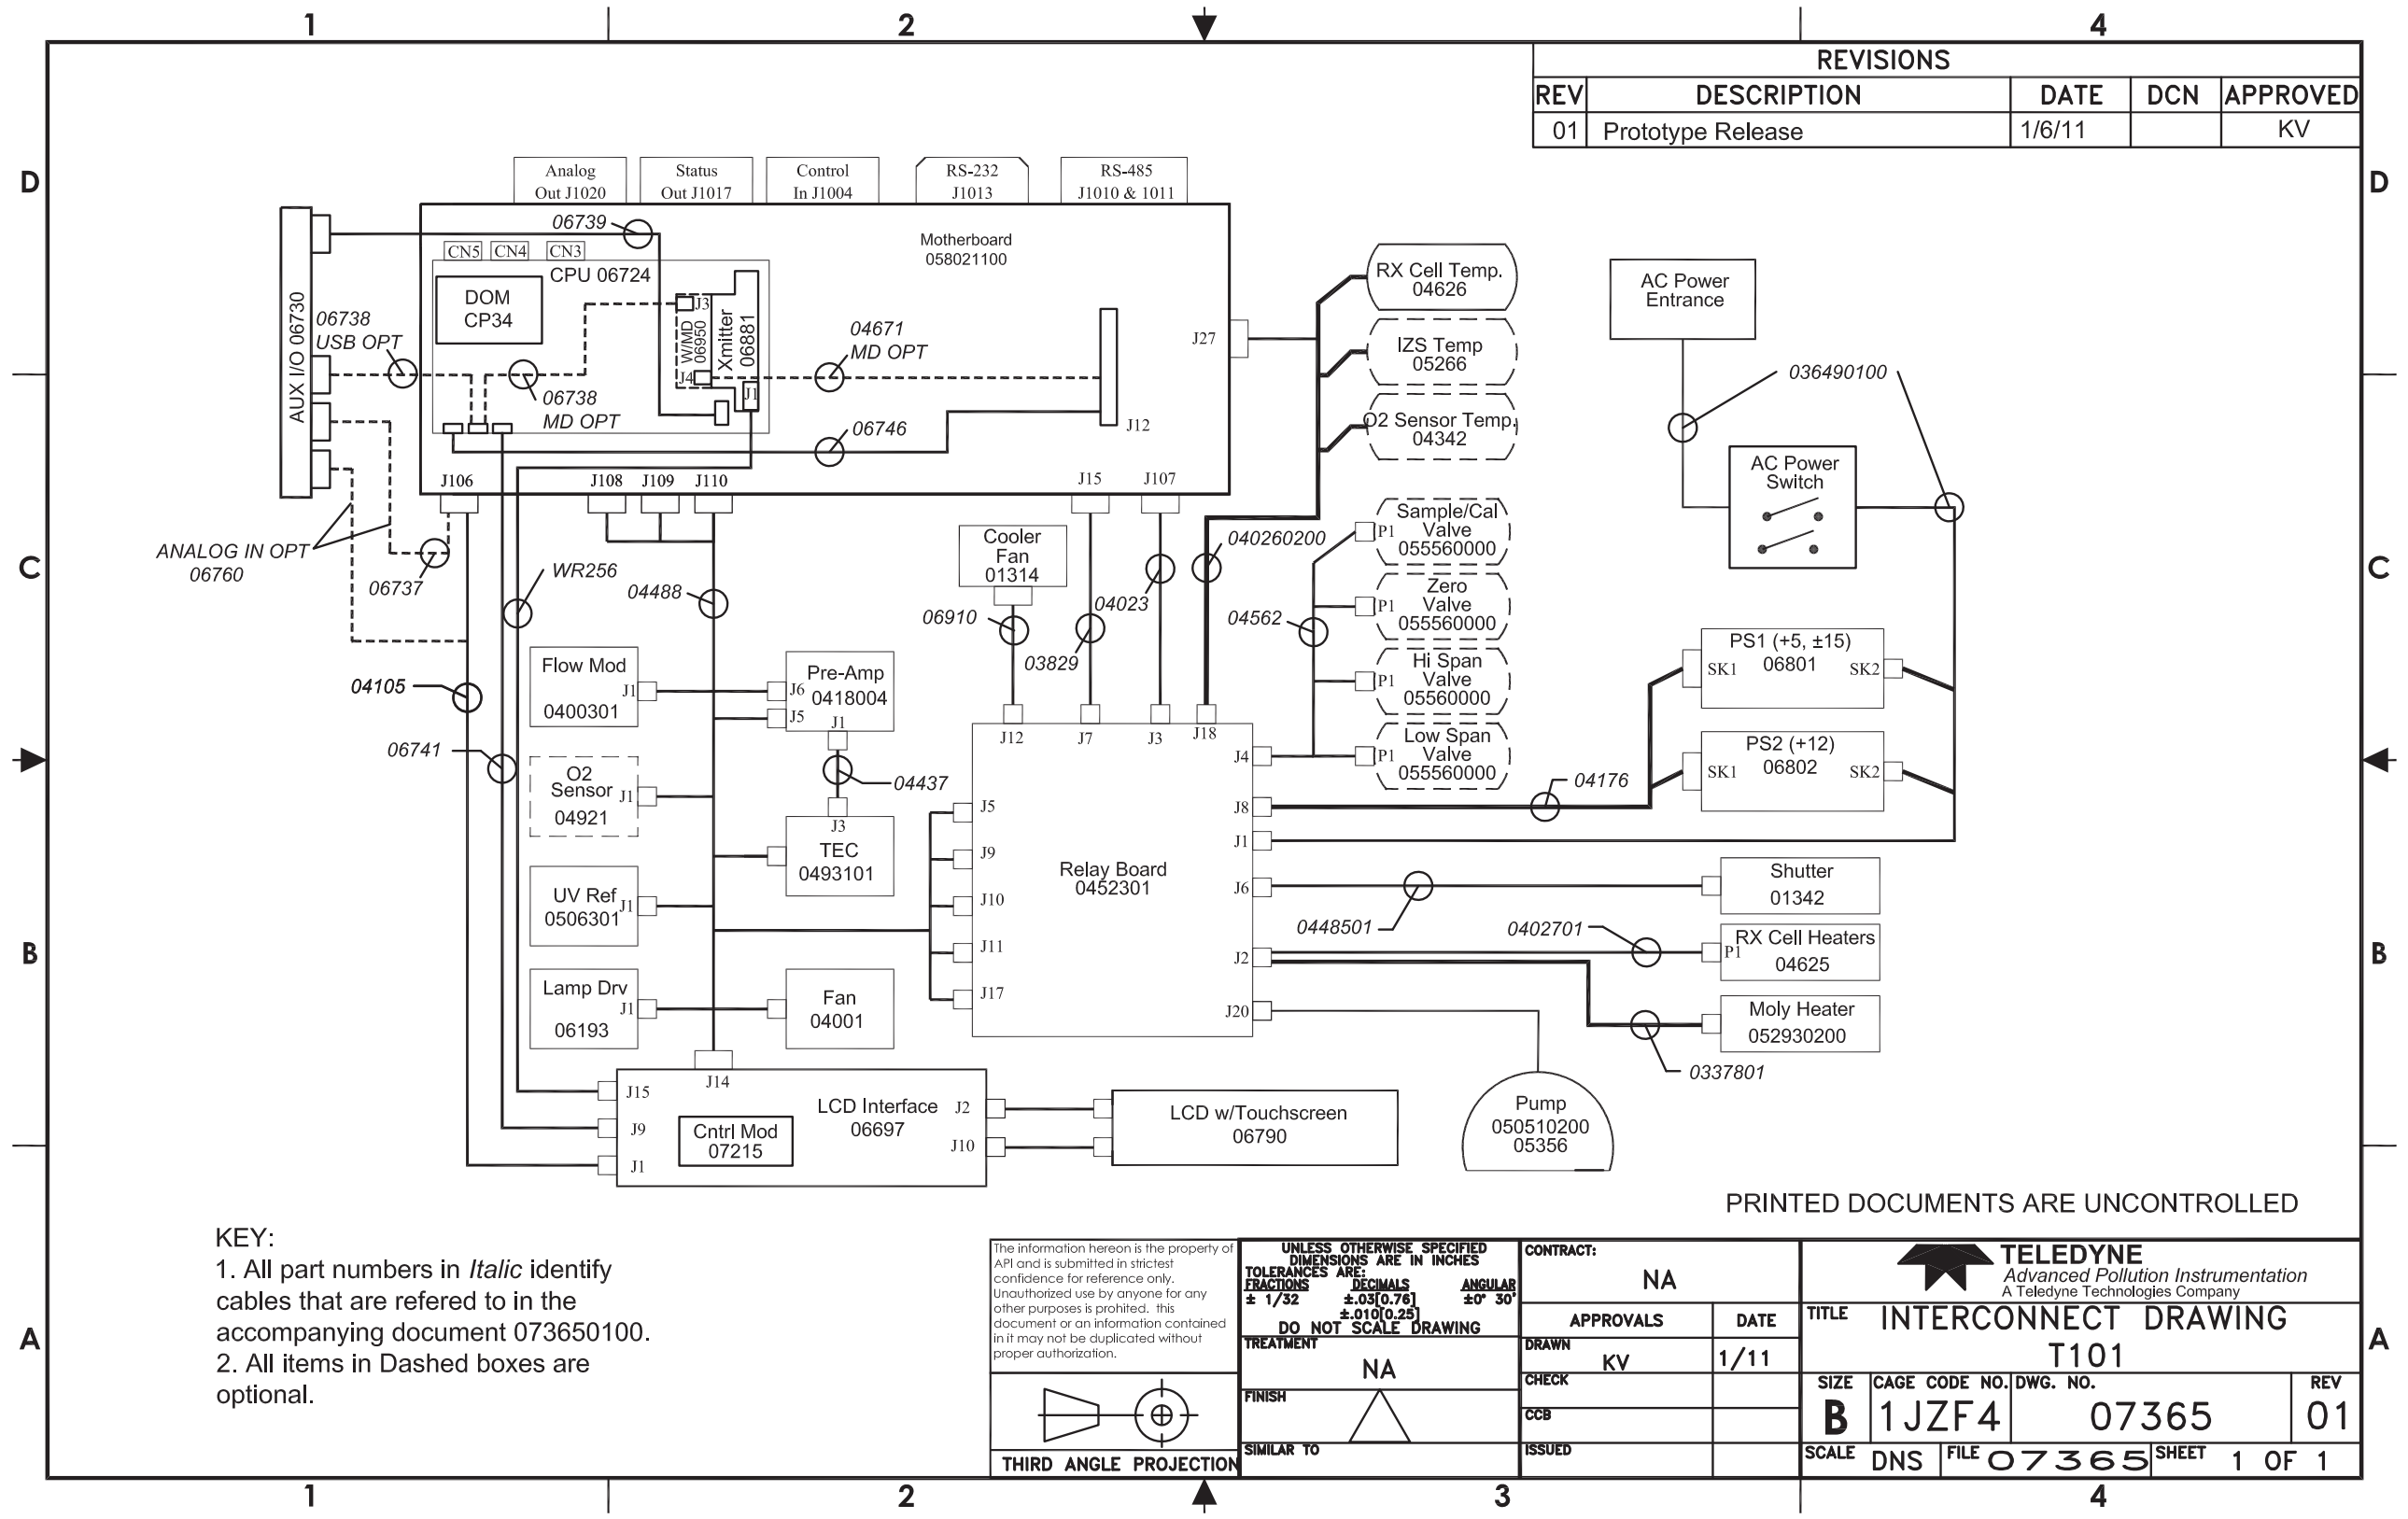 1
2
4
REVISIONS
REV DESCRIPTION DATE DCN APPROVED
01 Prototype Release 1/6/11 KV
D
D
Analog
Out J1020
Status
Out J1017
Control
In J1004
RS-232
J1013
RS-485
J1010 & 1011
06739
Motherboard
058021100
CN5
CN4
CN3
CPU 06724
DOM
CP34
AUX I/O 06730
06738
USB OPT
06738
MD OPT
J3
W/MD
06950
J4
Xmitter
06881
J1
04671
MD OPT
06746
J12
J27
J106
J108
J109
J110
J15
J107
RX Cell Temp.
04626
IZS Temp
05266
O2 Sensor Temp.
04342
AC Power
Entrance
036490100
AC Power
Switch
C
C
ANALOG IN OPT
06760
06737
WR256
04488
Cooler
Fan
01314
06910
03829
04023
040260200
04562
P1
Sample/Cal
Valve
055560000
P1
Zero
Valve
055560000
P1
Hi Span
Valve
05560000
P1
Low Span
Valve
055560000
PS1 (+5, ±15)
06801
SK1
SK2
PS2 (+12)
06802
SK1
SK2
04176
04105
06741
Flow Mod
J1
0400301
O2
Sensor
J1
04921
UV Ref
J1
0506301
Lamp Drv
J1
06193
Pre-Amp
J6
0418004
J5
J1
04437
J3
TEC
0493101
Fan
04001
J12
J7
J3
J18
J4
J8
J1
J6
J2
J20
J5
J9
J10
J11
J17
Relay Board
0452301
Shutter
01342
0448501
0402701
RX Cell Heaters
P1
04625
Moly Heater
052930200
0337801
B
B
J14
J15
J9
J1
LCD Interface
06697
Cntrl Mod
07215
J2
J10
LCD w/Touchscreen
06790
Pump
050510200
05356
PRINTED DOCUMENTS ARE UNCONTROLLED
KEY:
1. All part numbers in Italic identify
cables that are refered to in the
accompanying document 073650100.
2. All items in Dashed boxes are
optional.
A
A
The information hereon is the property of
API and is submitted in strictest
confidence for reference only.
Unauthorized use by anyone for any
other purposes is prohited. this
document or an information contained
in it may not be duplicated without
proper authorization.
THIRD ANGLE PROJECTION
UNLESS OTHERWISE SPECIFIED
DIMENSIONS ARE IN INCHES
TOLERANCES ARE:
FRACTIONS DECIMALS ANGULAR
± 1/32 ±.03[0.76] ±0° 30'
±.010[0.25]
DO NOT SCALE DRAWING
TREATMENT
NA
FINISH
SIMILAR TO
CONTRACT:
NA
APPROVALS DATE
DRAWN
KV 1/11
CHECK
CCB
ISSUED
TELEDYNE
Advanced Pollution Instrumentation
A Teledyne Technologies Company
TITLE INTERCONNECT DRAWING
T101
SIZE CAGE CODE NO. DWG. NO. REV
B 1JZF4 07365 01
SCALE DNS FILE 07365 SHEET 1 OF 1
1
2
3
4